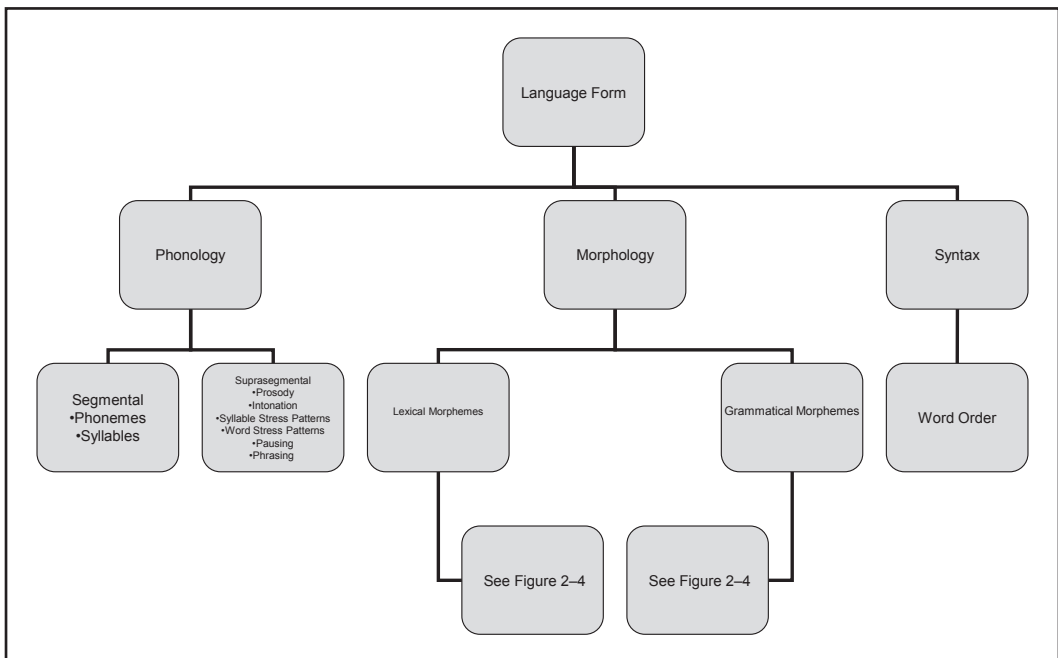 Language Form
Phonology
Morphology
Syntax
Segmental
•Phonemes
•Syllables
Suprasegmental
•Prosody
•Intonation
•Syllable Stress Patterns
•Word Stress Patterns
•Pausing
•Phrasing
Lexical Morphemes
Grammatical Morphemes
Word Order
See Figure 2–4
See Figure 2–4